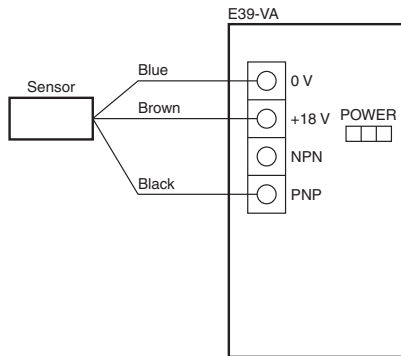 E39-VA
Sensor
Blue
0 V
Brown
+18 V
POWER
NPN
Black
PNP